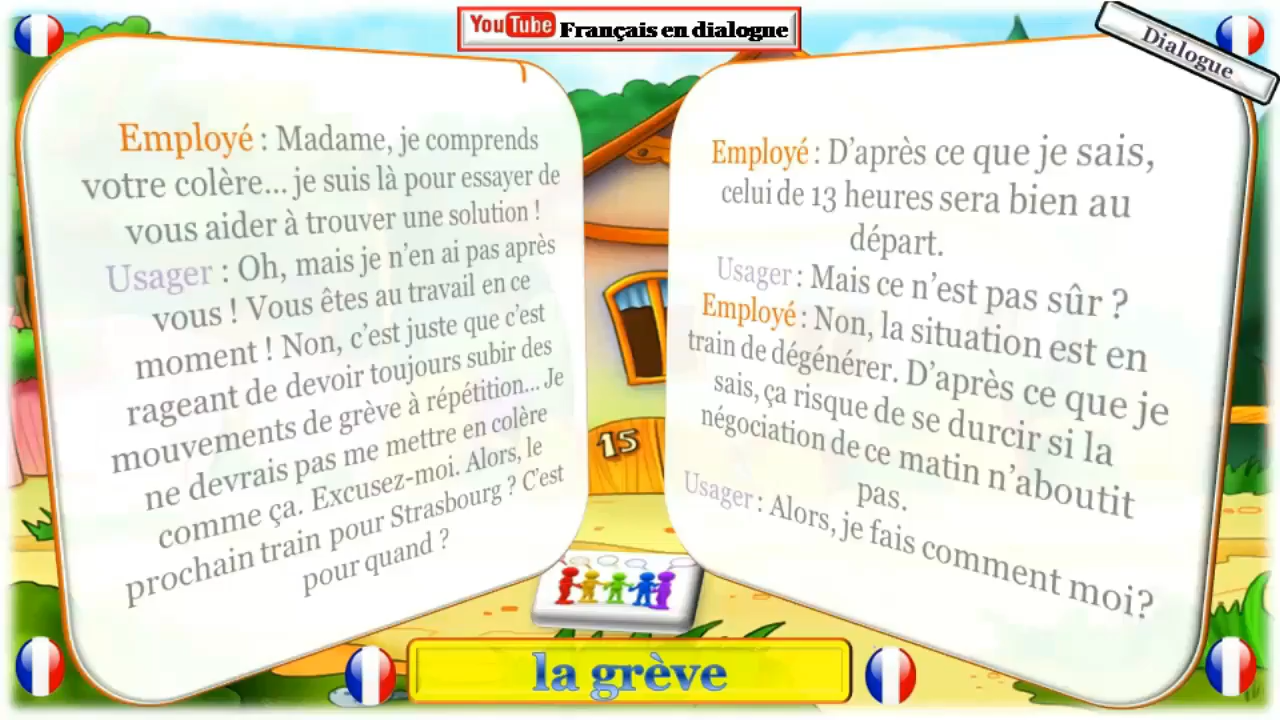 YouTube Français en dialogue
Dialogue
Employé : Madame, je comprends
votre colère... je suis là pour essayer de
vous aider à trouver une solution !
Usager : Oh, mais je n'en ai pas après
vous ! Vous êtes au travail en ce
moment ! Non, c'est juste que c'est
rageant de devoir toujours subir des
mouvements de grève à répétition... Je
ne devrais pas me mettre en colère
comme ça. Excusez-moi. Alors, le
prochain train pour Strasbourg ? C'est
pour quand ?
Employé : D'après ce que je sais,
celui de 13 heures sera bien au
départ.
Usager : Mais ce n'est pas sûr ?
Employé : Non, la situation est en
train de dégénérer. D'après ce que je
sais, ça risque de se durcir si la
négociation de ce matin n'aboutit
pas.
Usager : Alors, je fais comment moi?
15
la grève